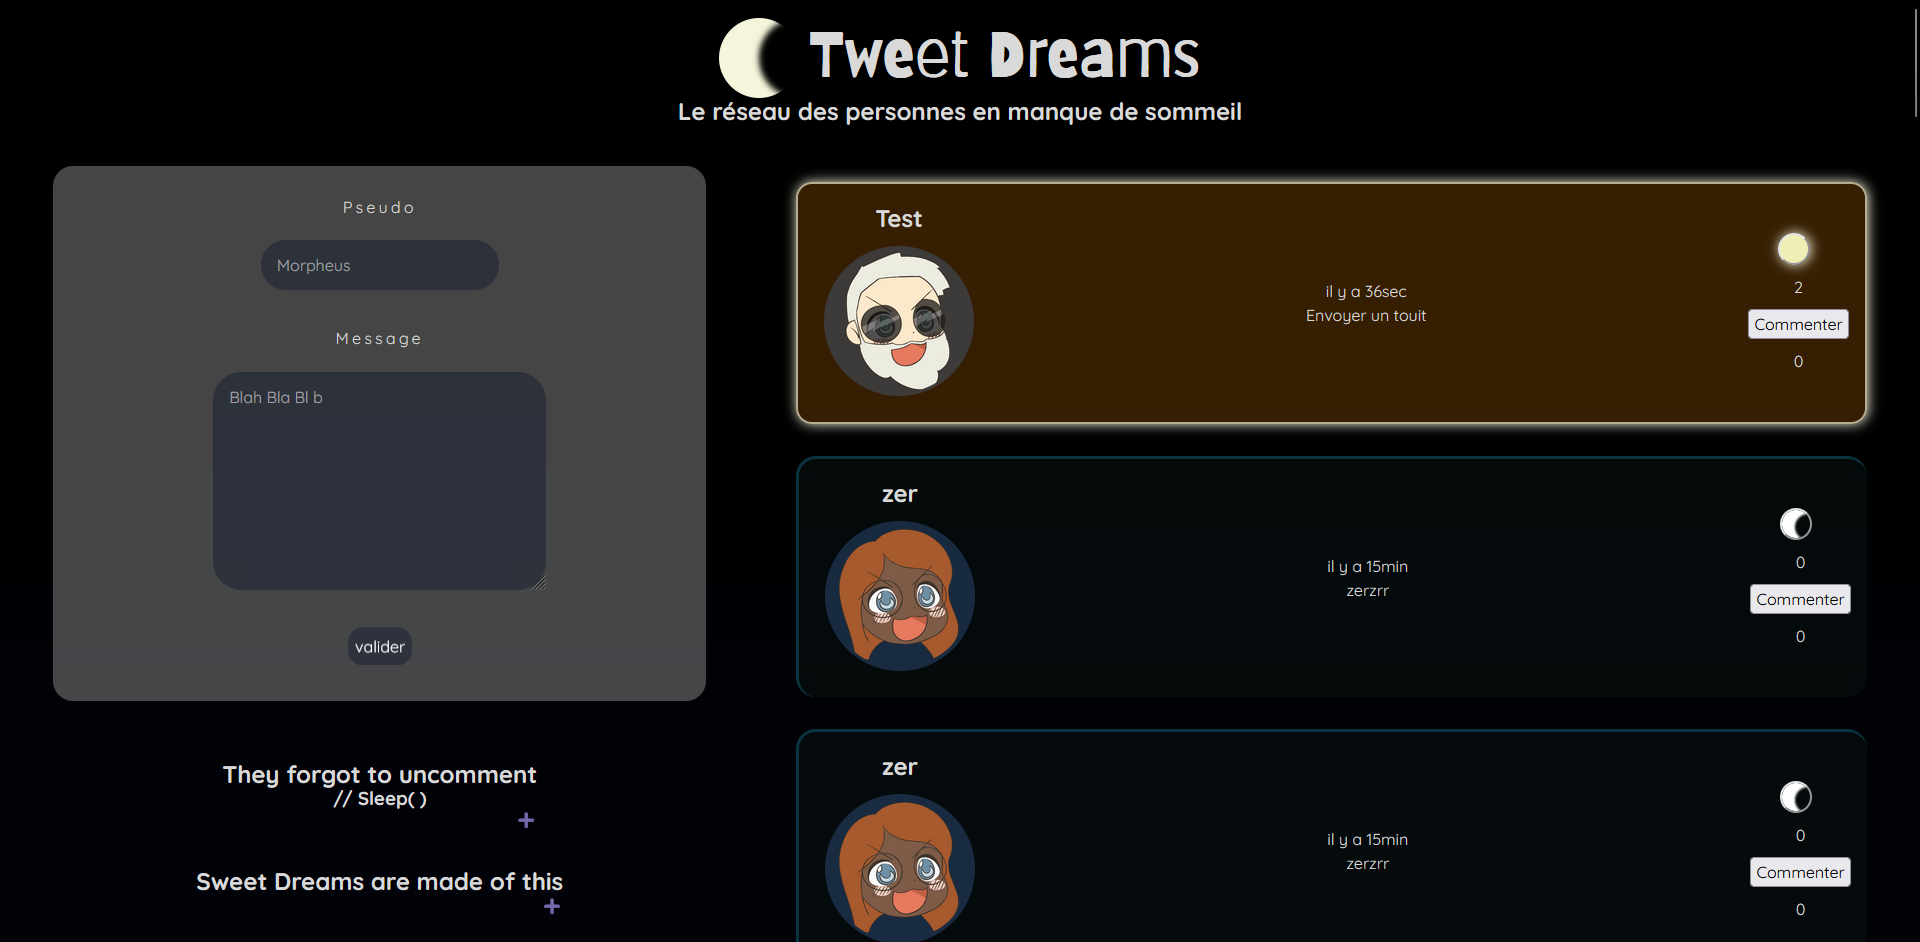 Tweet Dreams
Le réseau des personnes en manque de sommeil
Pseudo
Morpheus
Message
Blah Bla Bl b
valider
They forgot to uncomment
// Sleep( )
+
Sweet Dreams are made of this
+
Test
il y a 36sec
Envoyer un touit
2
Commenter
0
zer
il y a 15min
zerzrr
0
Commenter
0
zer
il y a 15min
zerzrr
0
Commenter
0